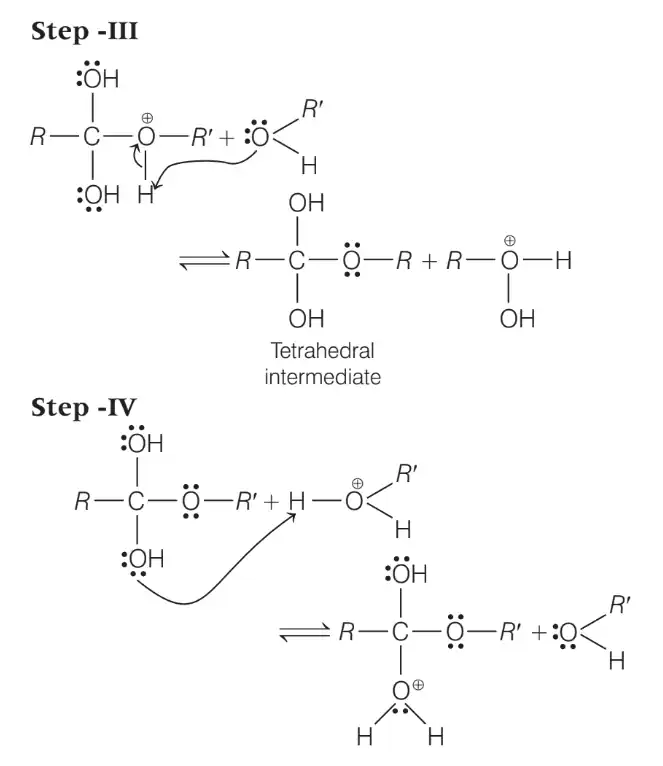 Step -III
:ÖH
R—C—O⊕—R' + :Ö R'
:ÖH H H
OH
⇌ R—C—Ö—R + R—O⊕—H
OH OH
Tetrahedral
intermediate
Step -IV
:ÖH
R—C—Ö—R' + H—O⊕ R'
H
:ÖH
:ÖH
⇌ R—C—Ö—R' + :Ö R'
H
O⊕
H H